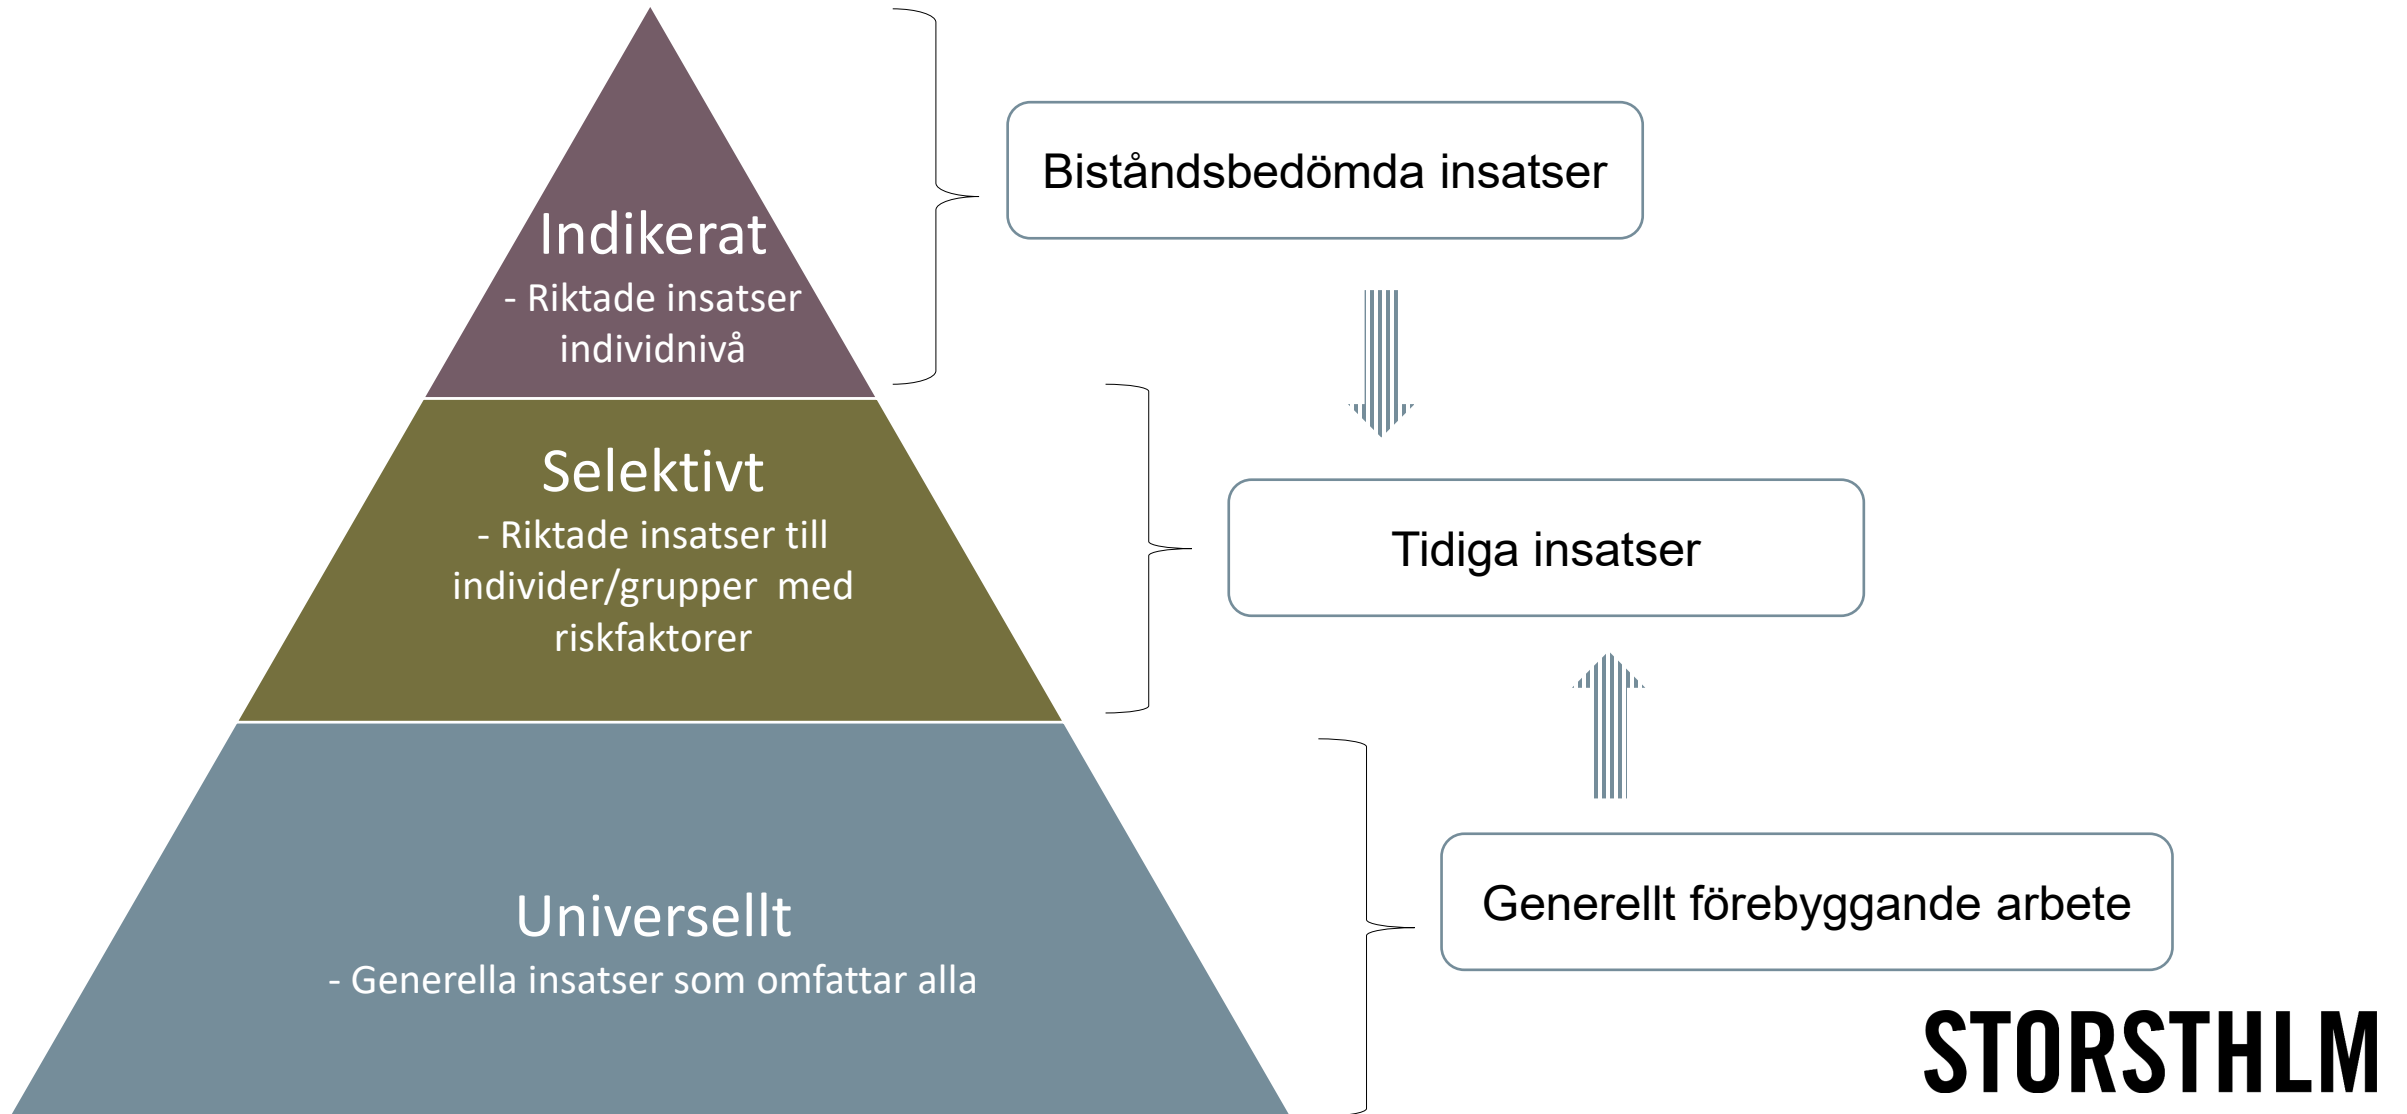 Indikerat
- Riktade insatser
individnivå
Biståndsbedömda insatser
Selektivt
- Riktade insatser till
individer/grupper  med
riskfaktorer
Tidiga insatser
Universellt
- Generella insatser som omfattar alla
Generellt förebyggande arbete
STORSTHLM